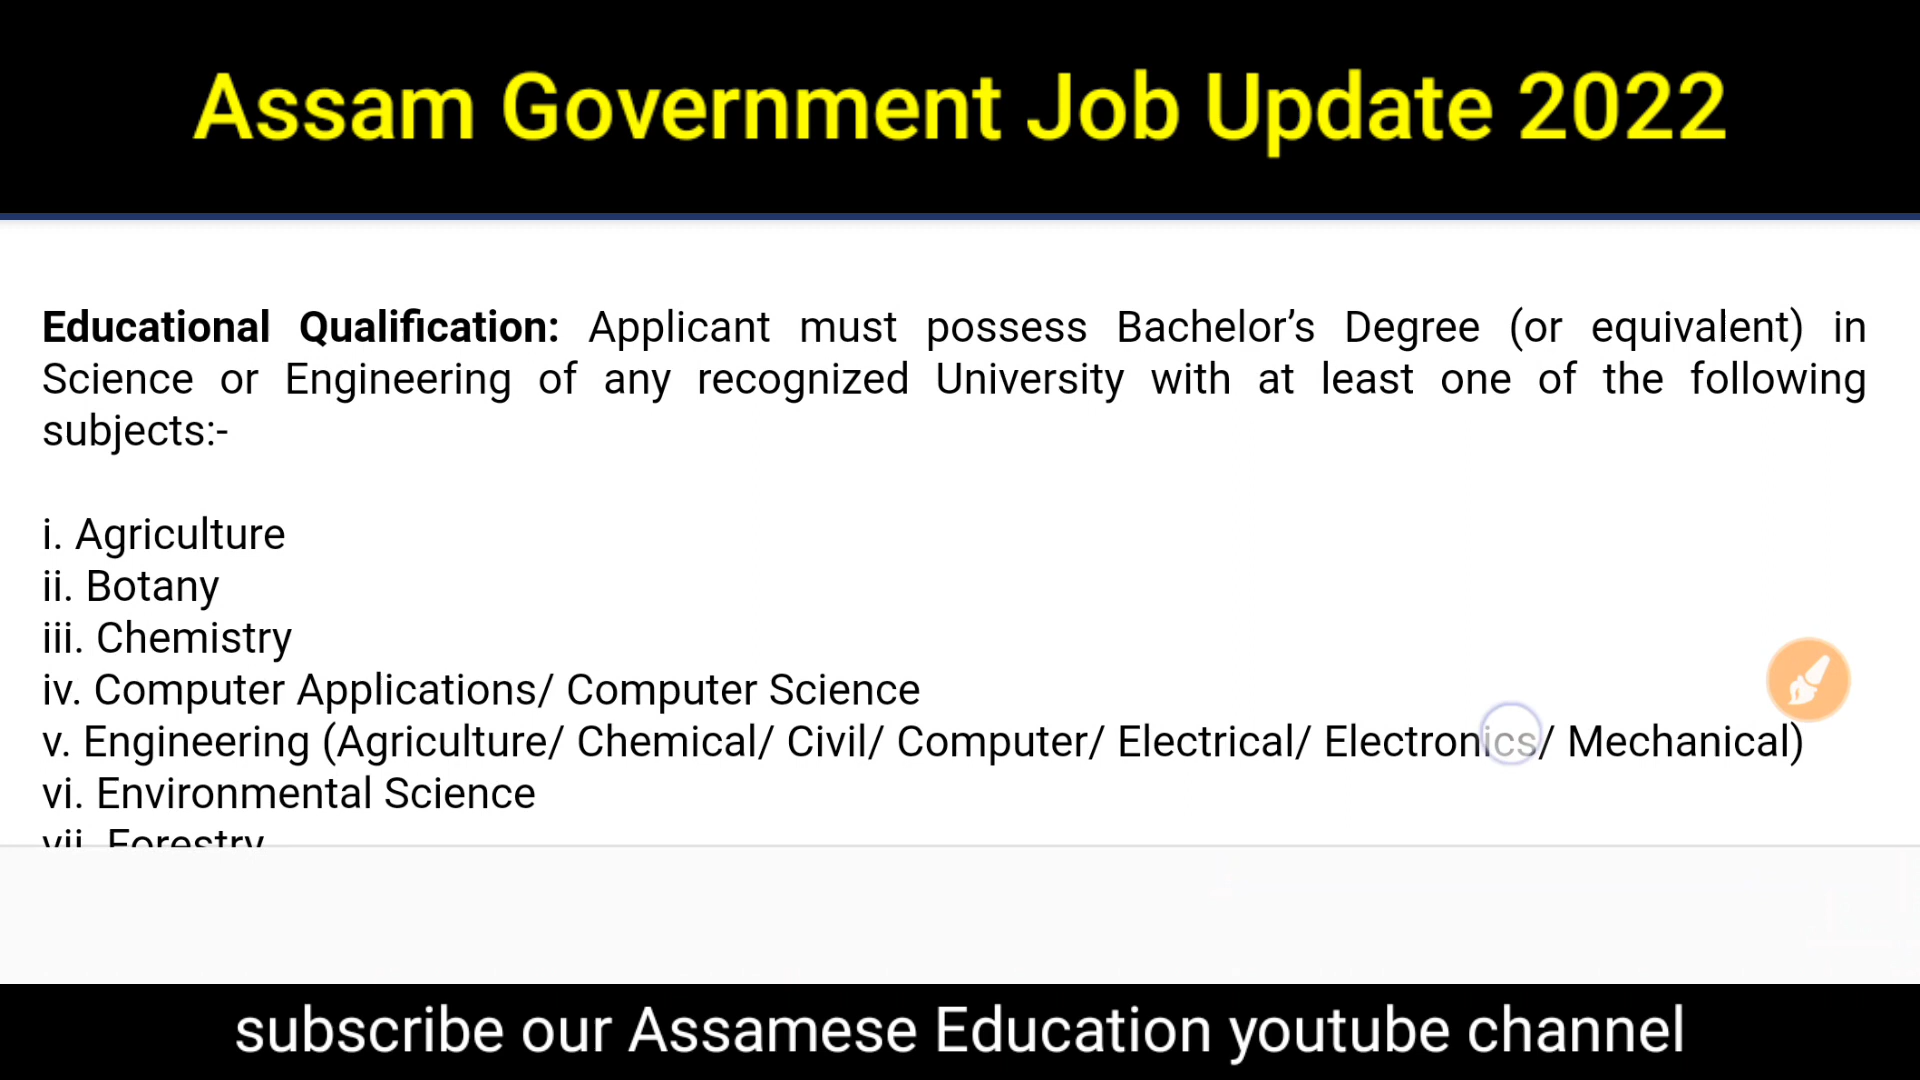 Assam Government Job Update 2022
Educational Qualification: Applicant must possess Bachelor’s Degree (or equivalent) in
Science or Engineering of any recognized University with at least one of the following
subjects:-
i. Agriculture
ii. Botany
iii. Chemistry
iv. Computer Applications/ Computer Science
v. Engineering (Agriculture/ Chemical/ Civil/ Computer/ Electrical/ Electronics/ Mechanical)
vi. Environmental Science
vii. Forestry
subscribe our Assamese Education youtube channel